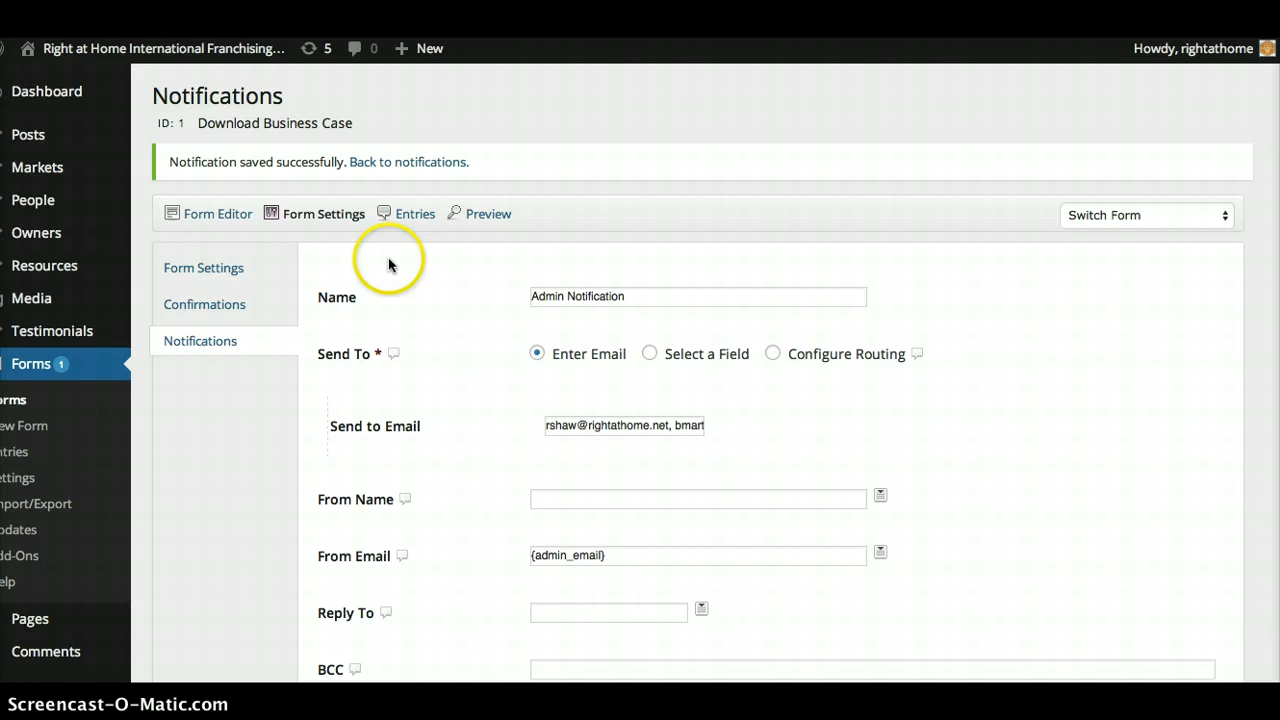 Right at Home International Franchising... 5 0 New Howdy, rightathome
Dashboard
Posts
Markets
People
Owners
Resources
Media
Testimonials
Forms 1
orms
ew Form
ntries
ettings
mport/Export
pdates
dd-Ons
elp
Pages
Comments
Notifications
ID: 1 Download Business Case
Notification saved successfully. Back to notifications.
Form Editor Form Settings Entries Preview Switch Form
Form Settings
Confirmations
Notifications
Name Admin Notification
Send To * Enter Email Select a Field Configure Routing
Send to Email rshaw@rightathome.net, bmart
From Name
From Email {admin_email}
Reply To
BCC
Screencast-O-Matic.com